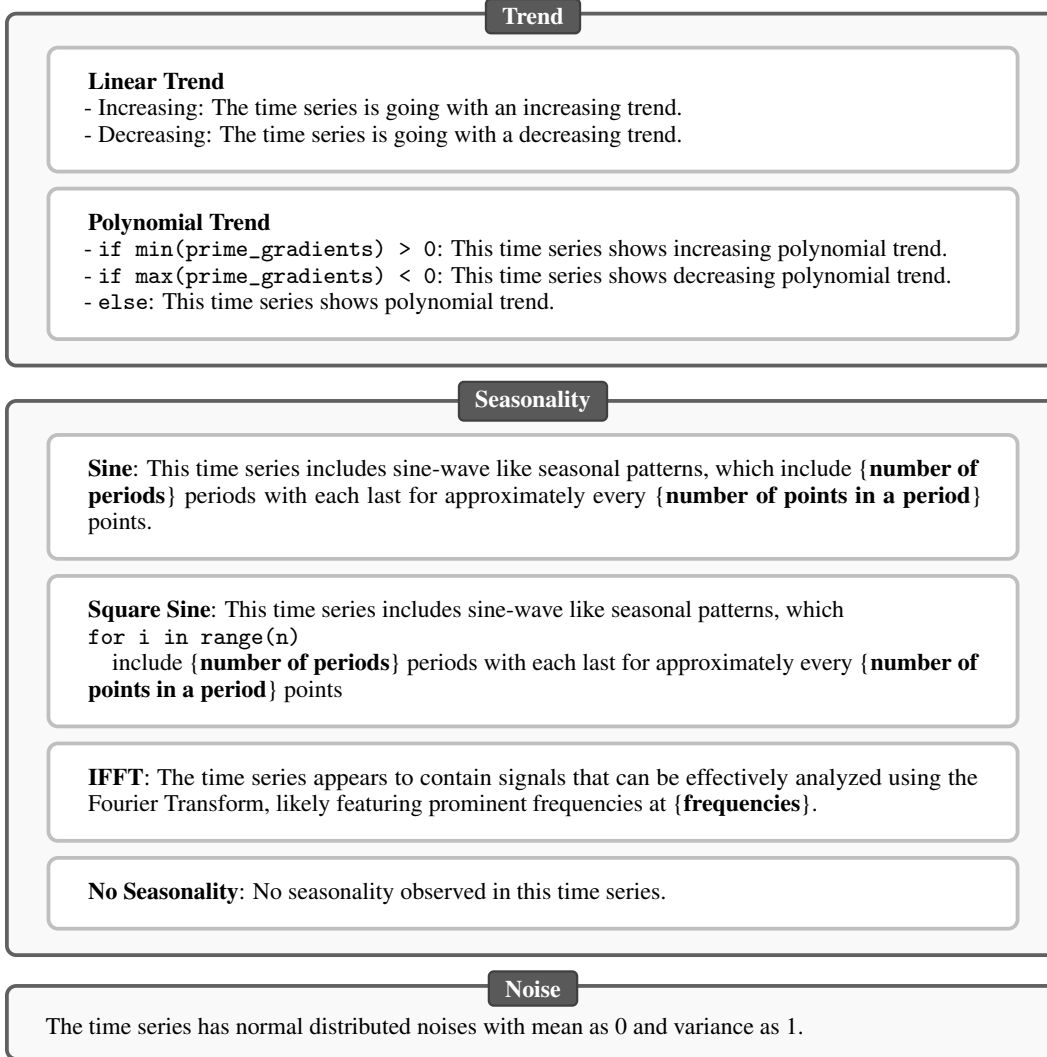 Trend
Linear Trend
- Increasing: The time series is going with an increasing trend.
- Decreasing: The time series is going with a decreasing trend.
Polynomial Trend
- if min(prime_gradients) > 0: This time series shows increasing polynomial trend.
- if max(prime_gradients) < 0: This time series shows decreasing polynomial trend.
- else: This time series shows polynomial trend.
Seasonality
Sine: This time series includes sine-wave like seasonal patterns, which include {number of
periods} periods with each last for approximately every {number of points in a period}
points.
Square Sine: This time series includes sine-wave like seasonal patterns, which
for i in range(n)
include {number of periods} periods with each last for approximately every {number of
points in a period} points
IFFT: The time series appears to contain signals that can be effectively analyzed using the
Fourier Transform, likely featuring prominent frequencies at {frequencies}.
No Seasonality: No seasonality observed in this time series.
Noise
The time series has normal distributed noises with mean as 0 and variance as 1.